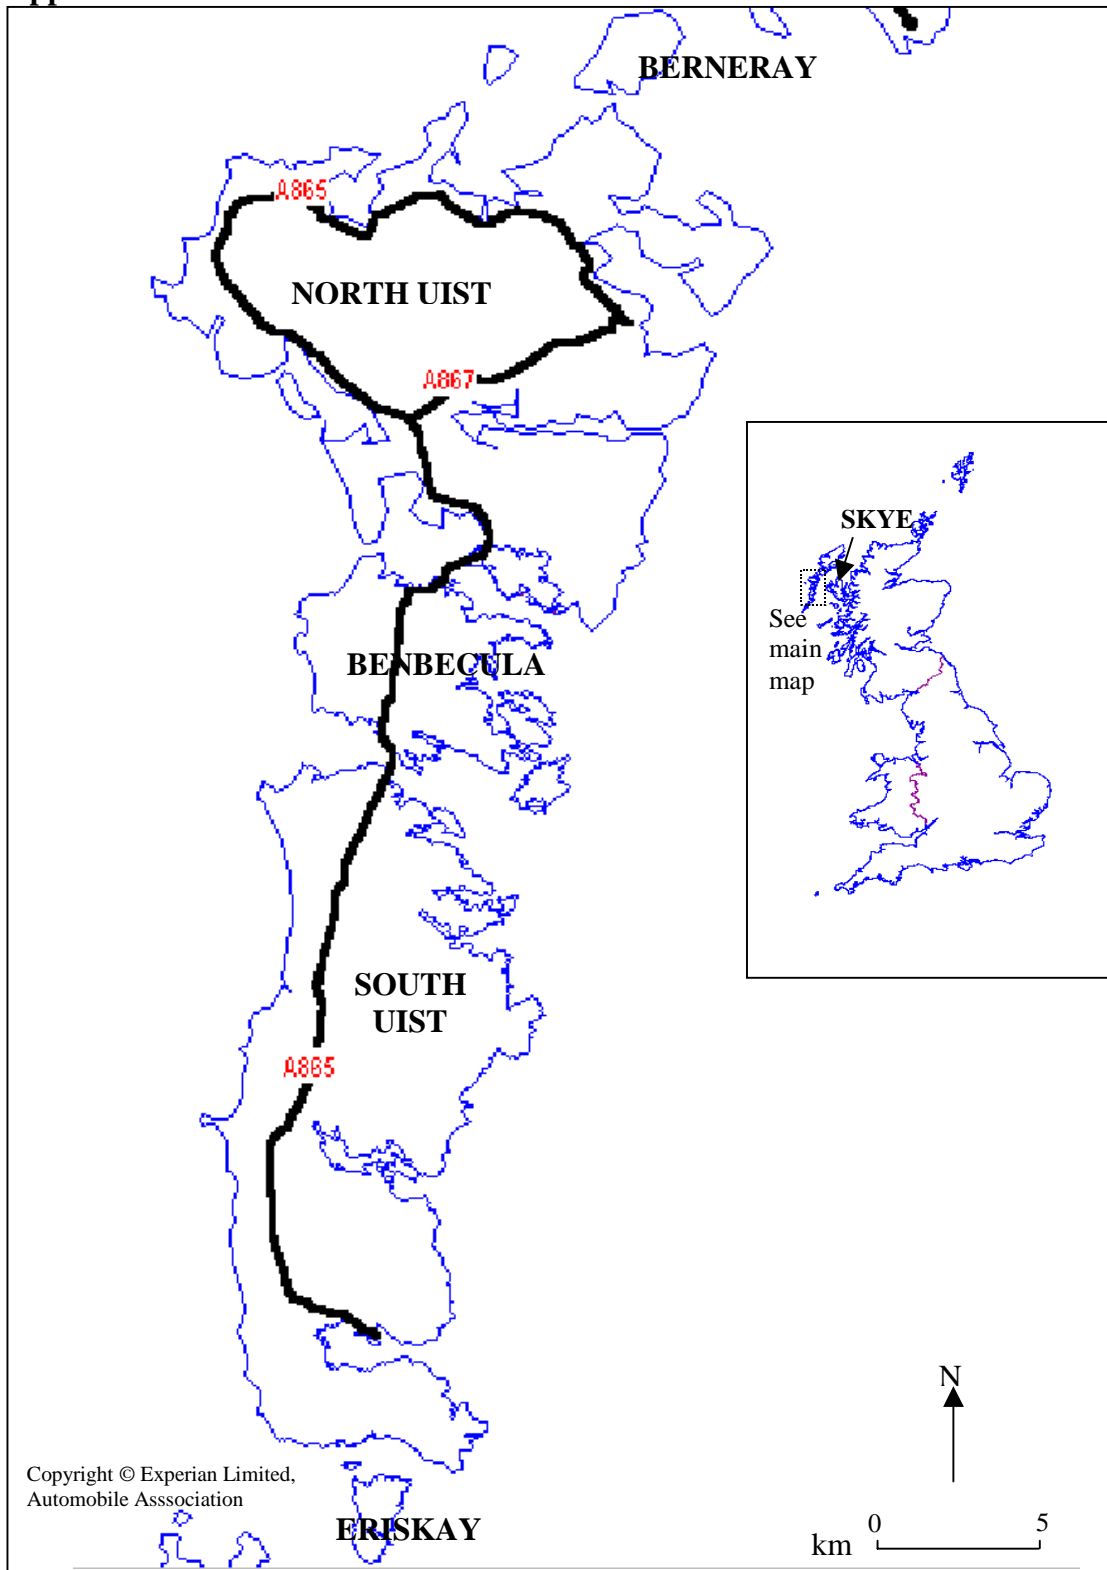 BERNERAY
A865
NORTH UIST
A867
SKYE
See
main
map
BENBECULA
SOUTH
UIST
A865
N
Copyright © Experian Limited,
Automobile Asssociation
ERISKAY
km
0 5